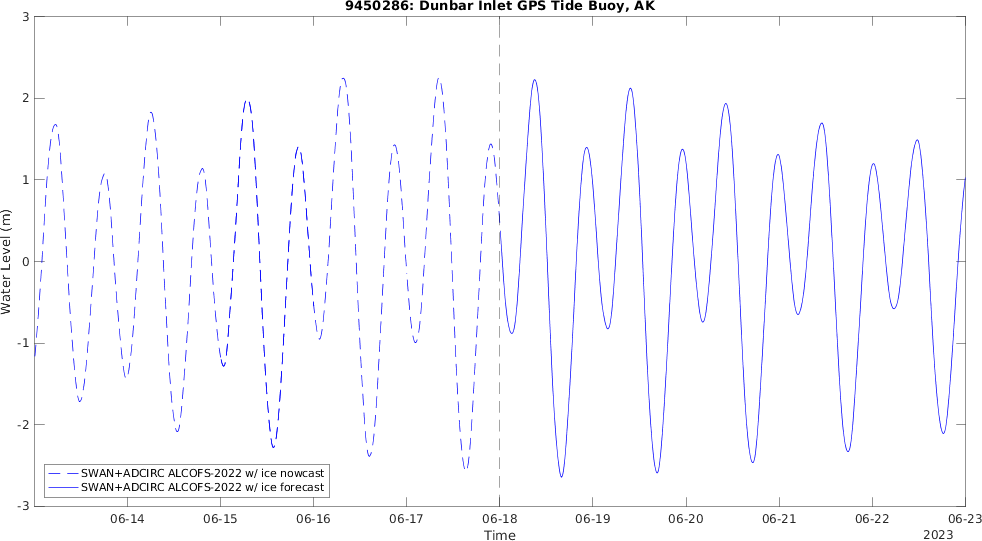 9450286: Dunbar Inlet GPS Tide Buoy, AK
3
2
1
0
-1
-2
-3
Water Level (m)
SWAN+ADCIRC ALCOFS-2022 w/ ice nowcast
SWAN+ADCIRC ALCOFS-2022 w/ ice forecast
06-14 06-15 06-16 06-17 06-18 06-19 06-20 06-21 06-22 06-23
Time
2023